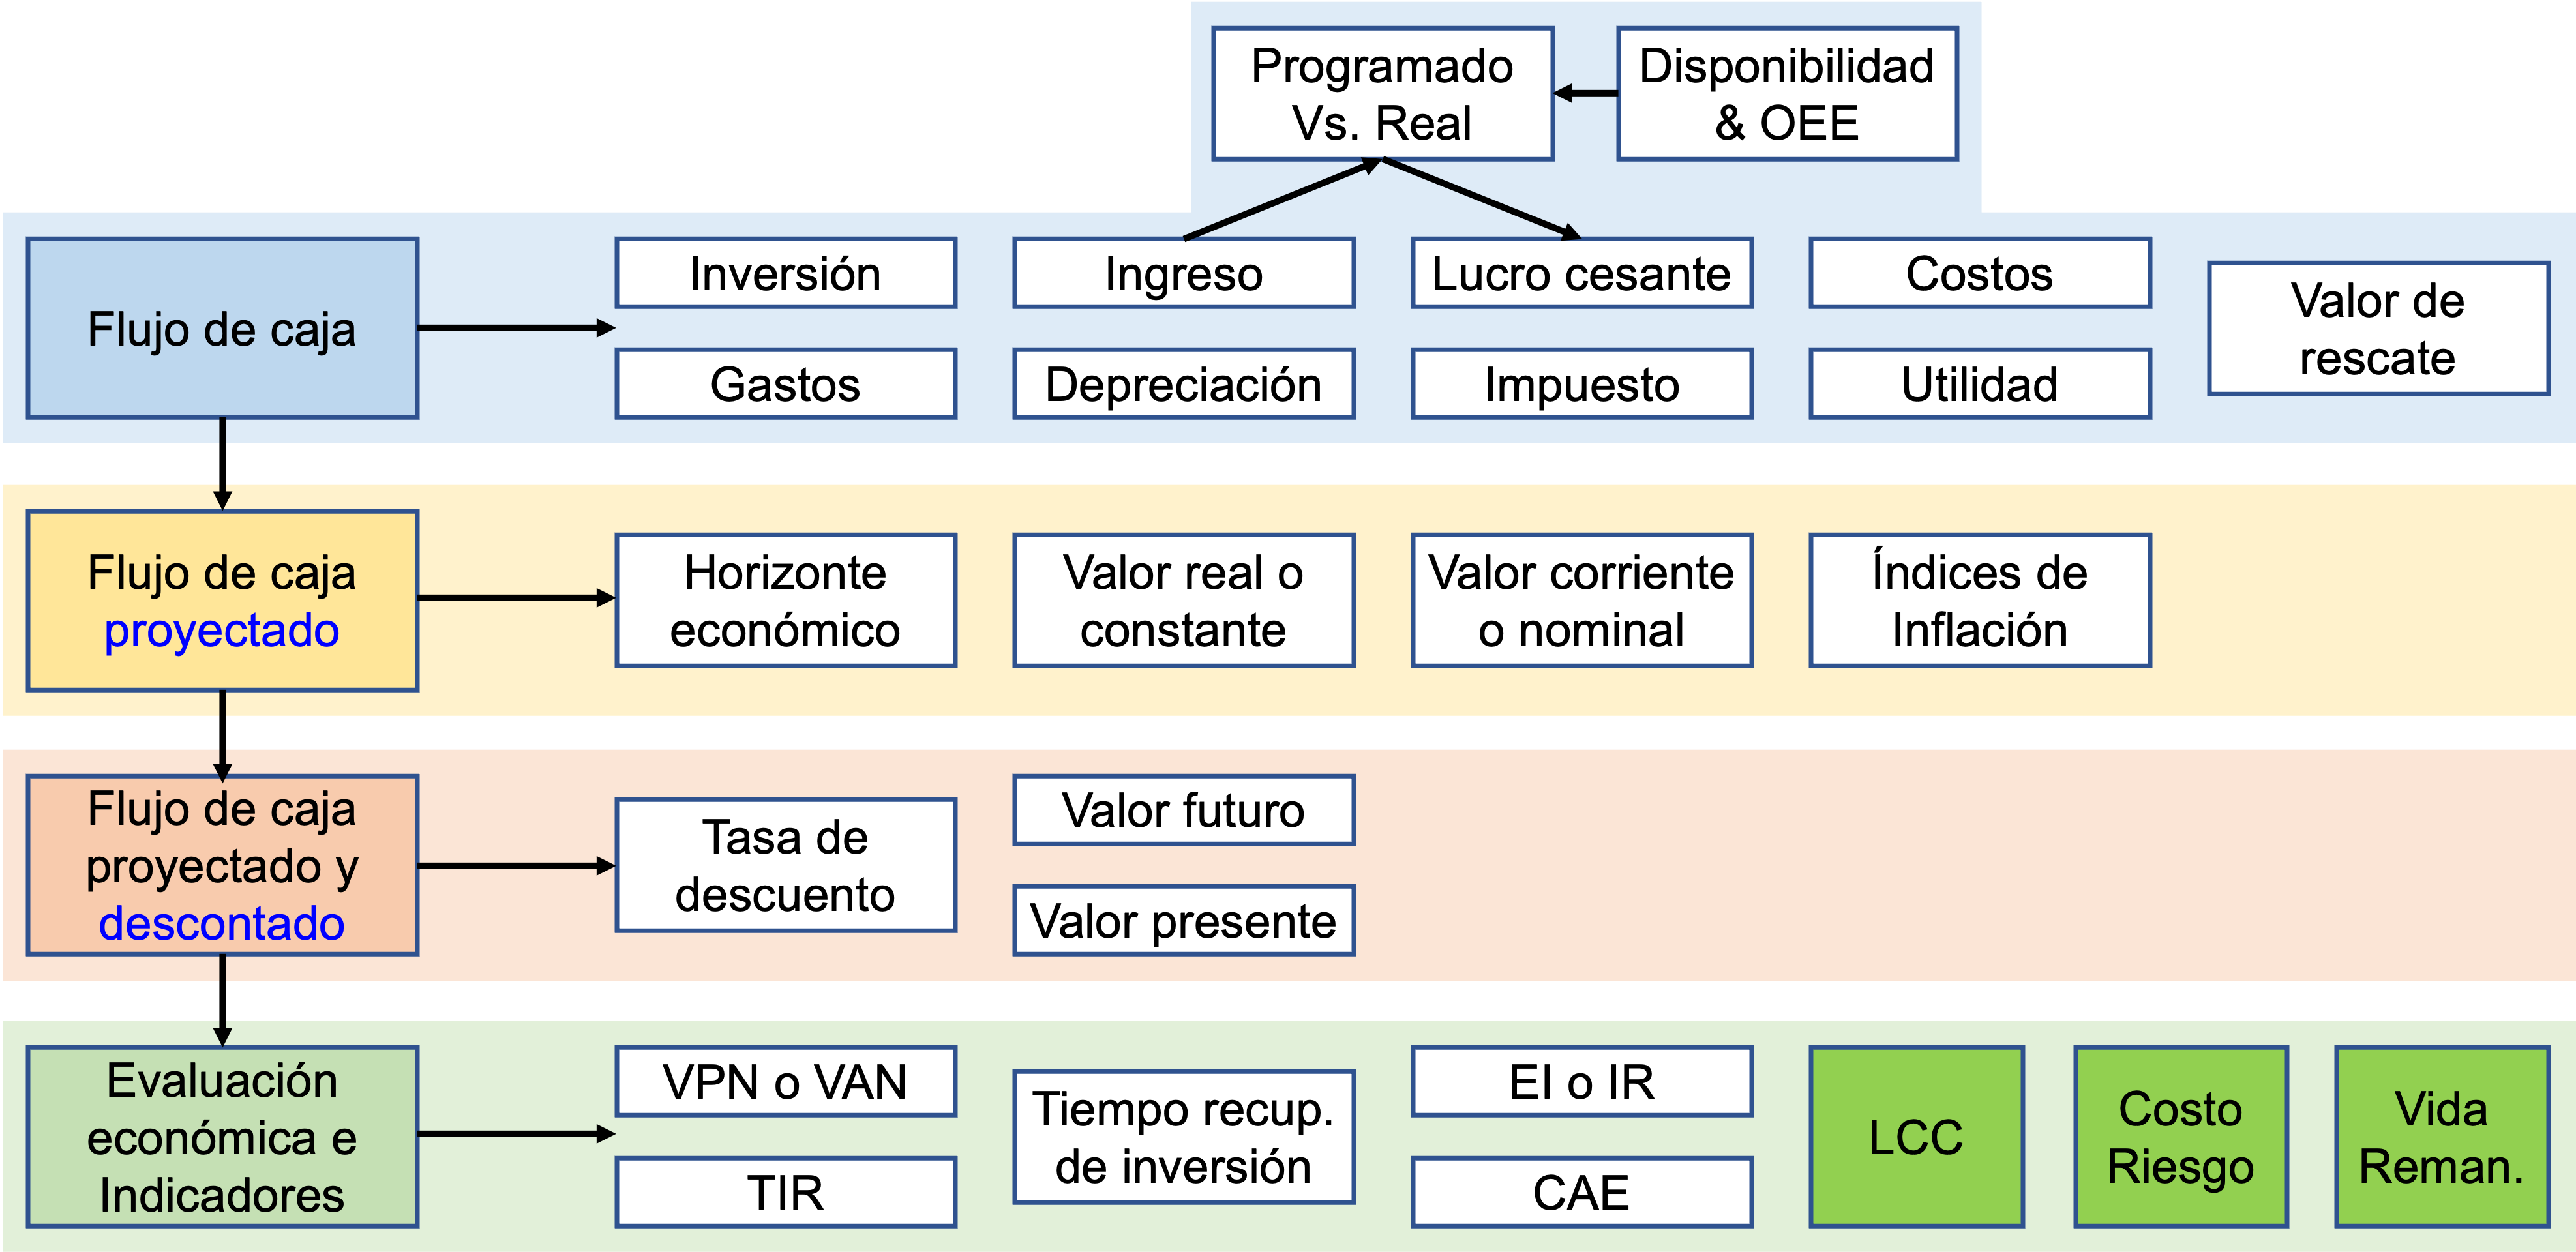 Programado
Vs. Real
Disponibilidad
& OEE
Flujo de caja
Inversión
Ingreso
Lucro cesante
Costos
Valor de
rescate
Gastos
Depreciación
Impuesto
Utilidad
Flujo de caja
proyectado
Horizonte
económico
Valor real o
constante
Valor corriente
o nominal
Índices de
Inflación
Flujo de caja
proyectado y
descontado
Tasa de
descuento
Valor futuro
Valor presente
Evaluación
económica e
Indicadores
VPN o VAN
TIR
Tiempo recup.
de inversión
EI o IR
CAE
LCC
Costo
Riesgo
Vida
Reman.